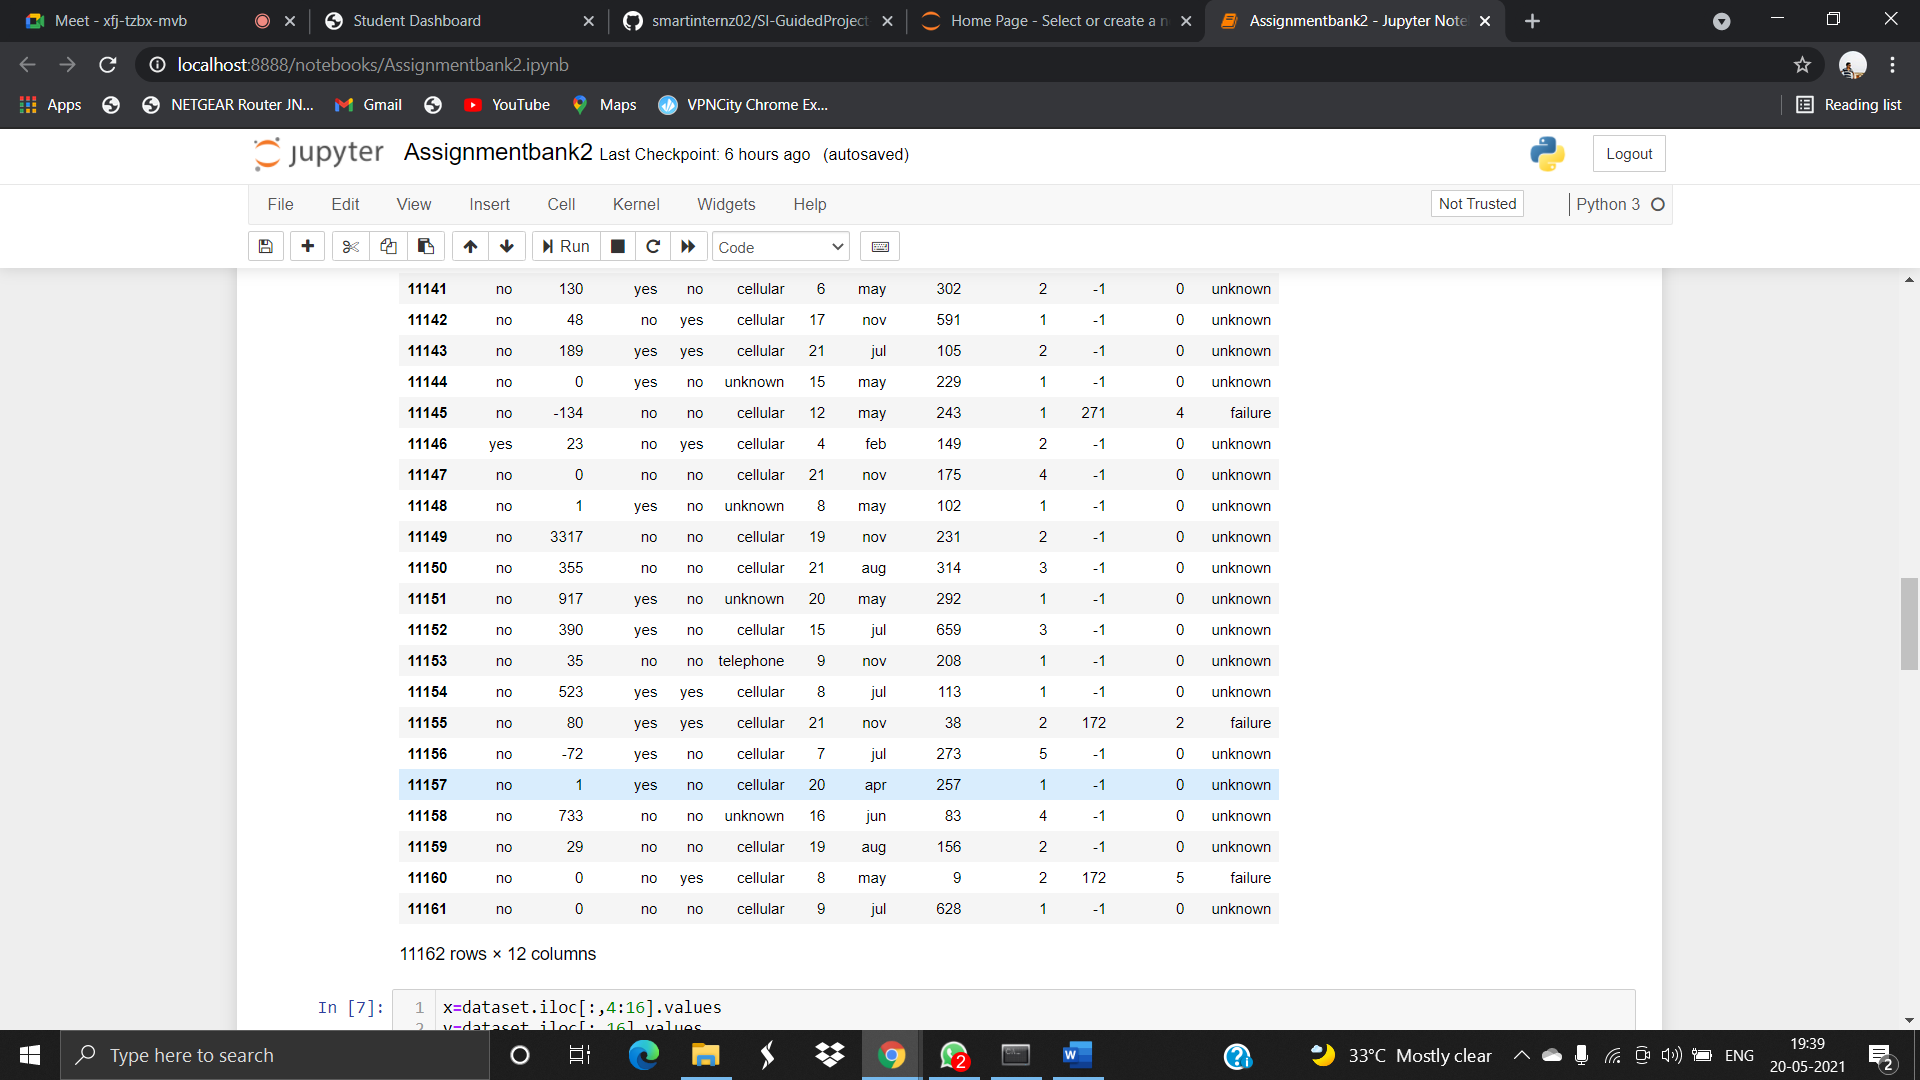 Meet - xfj-tzbx-mvb
Student Dashboard
smartinternz02/SI-GuidedProject
Home Page - Select or create a n
Assignmentbank2 - Jupyter Note
localhost:8888/notebooks/Assignmentbank2.ipynb
Apps
NETGEAR Router JN...
Gmail
YouTube
Maps
VPNCity Chrome Ex...
Reading list
jupyter Assignmentbank2 Last Checkpoint: 6 hours ago (autosaved)
Logout
File Edit View Insert Cell Kernel Widgets Help
Not Trusted
Python 3
Run
Code
11141 no 130 yes no cellular 6 may 302 2 -1 0 unknown
11142 no 48 no yes cellular 17 nov 591 1 -1 0 unknown
11143 no 189 yes yes cellular 21 jul 105 2 -1 0 unknown
11144 no 0 yes no unknown 15 may 229 1 -1 0 unknown
11145 no -134 no no cellular 12 may 243 1 271 4 failure
11146 yes 23 no yes cellular 4 feb 149 2 -1 0 unknown
11147 no 0 no no cellular 21 nov 175 4 -1 0 unknown
11148 no 1 yes no unknown 8 may 102 1 -1 0 unknown
11149 no 3317 no no cellular 19 nov 231 2 -1 0 unknown
11150 no 355 no no cellular 21 aug 314 3 -1 0 unknown
11151 no 917 yes no unknown 20 may 292 1 -1 0 unknown
11152 no 390 yes no cellular 15 jul 659 3 -1 0 unknown
11153 no 35 no no telephone 9 nov 208 1 -1 0 unknown
11154 no 523 yes yes cellular 8 jul 113 1 -1 0 unknown
11155 no 80 yes yes cellular 21 nov 38 2 172 2 failure
11156 no -72 yes no cellular 7 jul 273 5 -1 0 unknown
11157 no 1 yes no cellular 20 apr 257 1 -1 0 unknown
11158 no 733 no no unknown 16 jun 83 4 -1 0 unknown
11159 no 29 no no cellular 19 aug 156 2 -1 0 unknown
11160 no 0 no yes cellular 8 may 9 2 172 5 failure
11161 no 0 no no cellular 9 jul 628 1 -1 0 unknown
11162 rows × 12 columns
In [7]: 1 x=dataset.iloc[:,4:16].values
2 y=dataset.iloc[:,16].values
Type here to search
2
33°C Mostly clear
ENG
19:39
20-05-2021
2